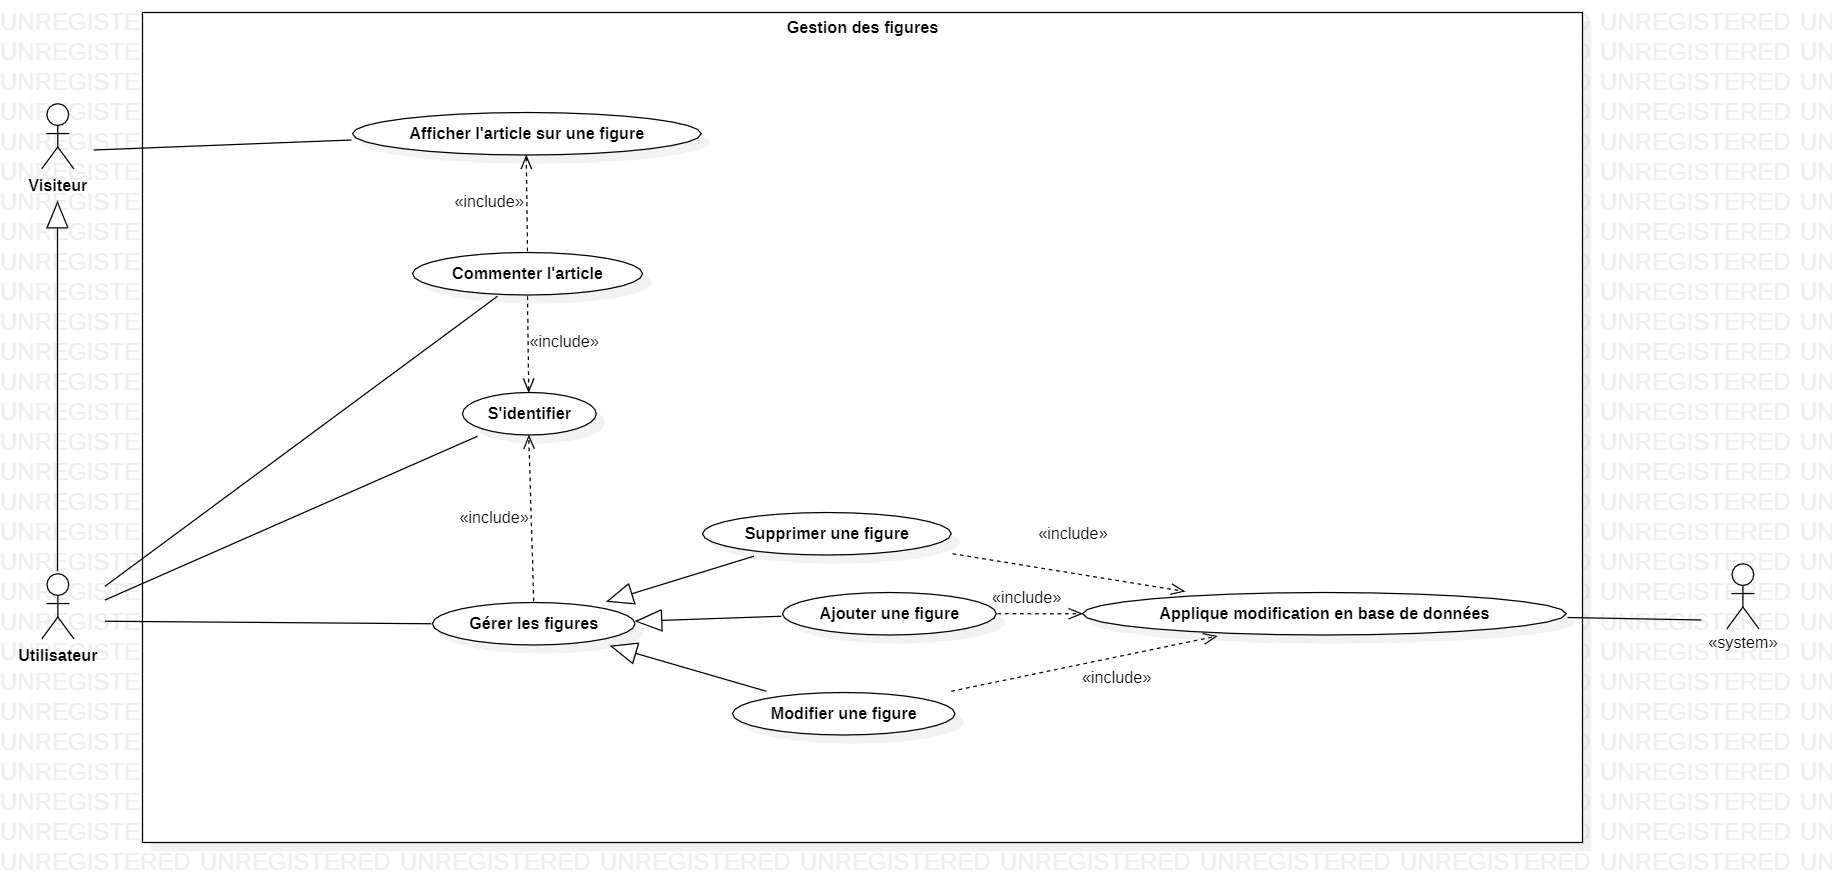 Gestion des figures
Afficher l'article sur une figure
Visiteur
«include»
Commenter l'article
«include»
S'identifier
«include»
Supprimer une figure
«include»
«include»
Ajouter une figure
Applique modification en base de données
Gérer les figures
«system»
Utilisateur
«include»
Modifier une figure
UNREGISTERED UNREGISTERED UNREGISTERED UNREGISTERED UNREGISTERED UNREGISTERED UNREGISTERED UNREGISTERED UNREGISTERED UN